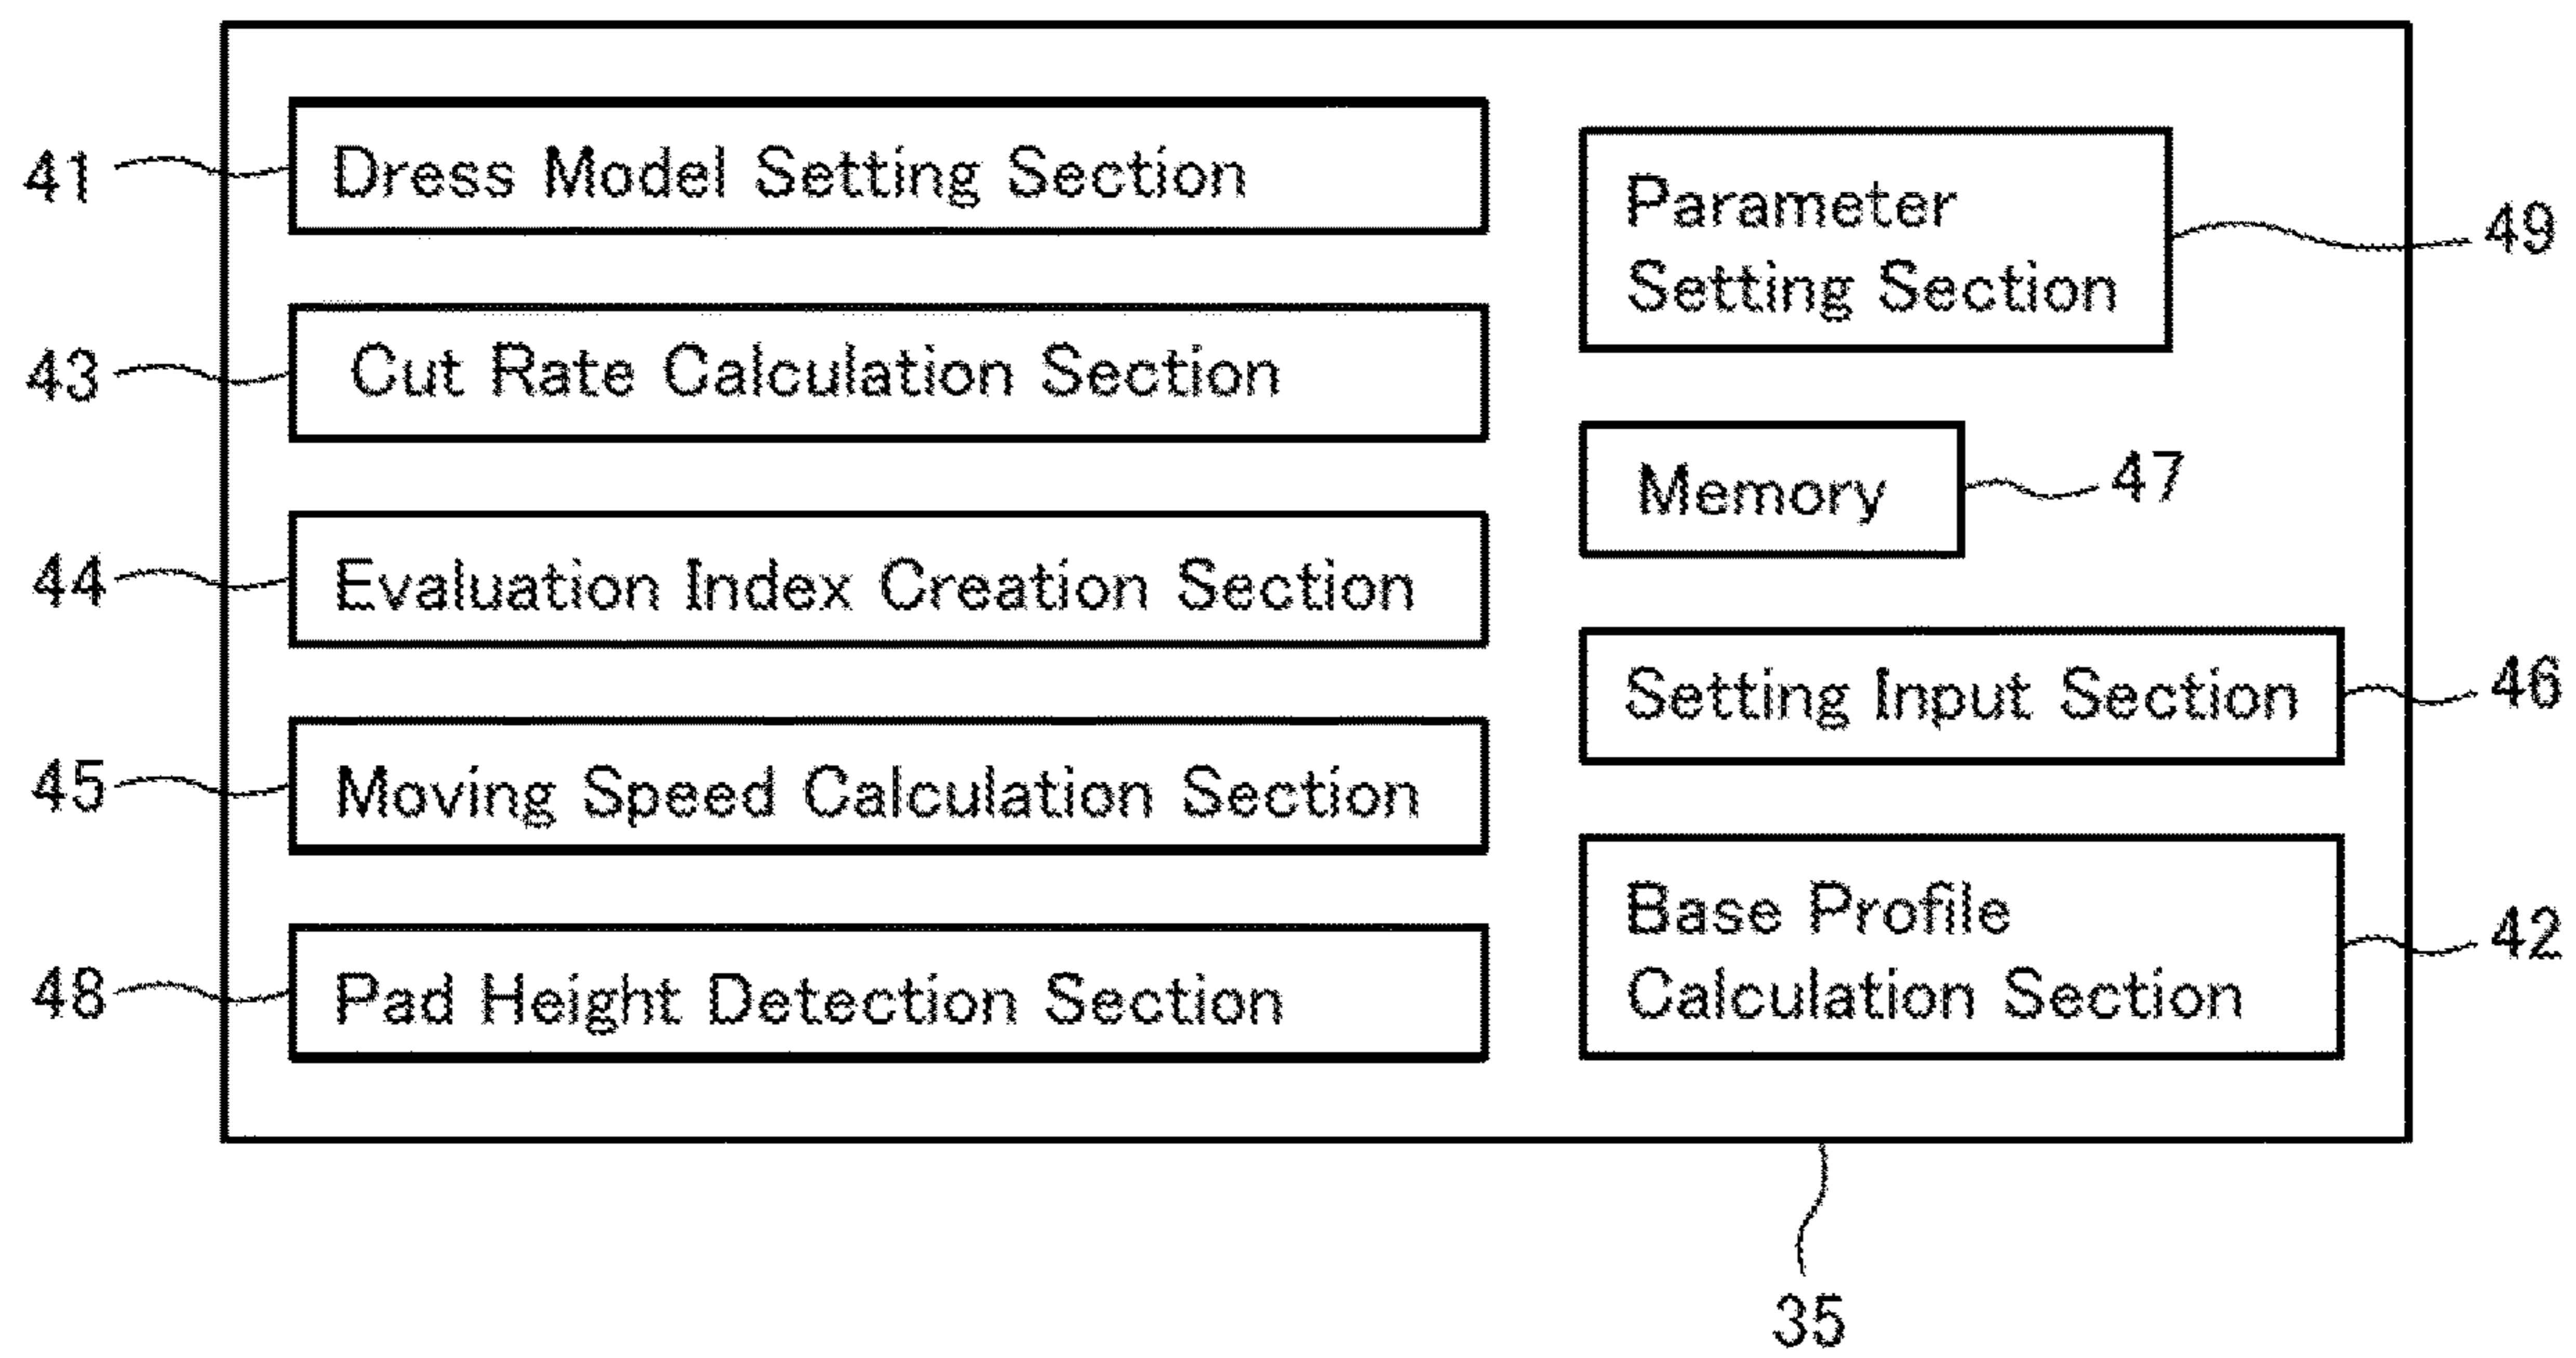 41
Dress Model Setting Section
43
Cut Rate Calculation Section
44
Evaluation Index Creation Section
45
Moving Speed Calculation Section
48
Pad Height Detection Section
Parameter
Setting Section
49
Memory
47
Setting Input Section
46
Base Profile
Calculation Section
42
35